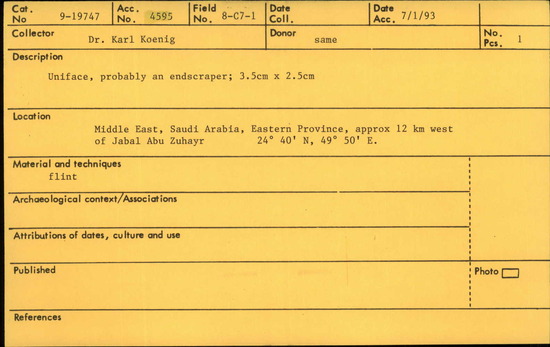 Cat. No 9-19747 Acc. No. 4595 Field No. 8-C7-1 Date Coll. Date Acc. 7/1/93
Collector Dr. Karl Koenig Donor same No. Pcs. 1
Description
Uniface, probably an endscraper; 3.5cm x 2.5cm
Location
Middle East, Saudi Arabia, Eastern Province, approx 12 km west
of Jabal Abu Zuhayr 24° 40' N, 49° 50' E.
Material and techniques
flint
Archaeological context/Associations
Attributions of dates, culture and use
Published Photo
References